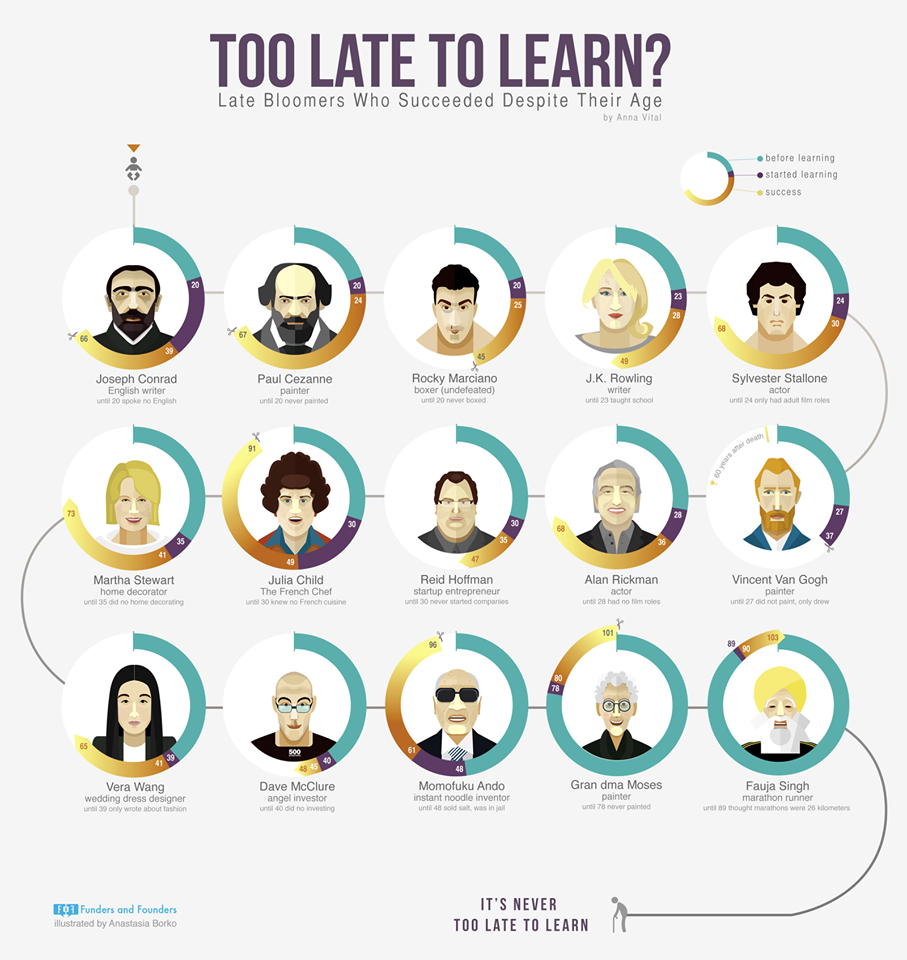 TOO LATE TO LEARN?
Late Bloomers Who Succeeded Despite Their Age
by Anna Vital
before learning
started learning
success
20
39
66
Joseph Conrad
English writer
until 20 spoke no English
20
24
67
Paul Cezanne
painter
until 20 never painted
20
25
45
Rocky Marciano
boxer (undefeated)
until 20 never boxed
23
28
49
J.K. Rowling
writer
until 23 taught school
24
30
68
Sylvester Stallone
actor
until 24 only had adult film roles
35
41
73
Martha Stewart
home decorator
until 35 did no home decorating
30
49
91
Julia Child
The French Chef
until 30 knew no French cuisine
30
35
47
Reid Hoffman
startup entrepreneur
until 30 never started companies
28
36
68
Alan Rickman
actor
until 28 had no film roles
60 years after death
27
37
Vincent Van Gogh
painter
until 27 did not paint, only drew
39
41
65
Vera Wang
wedding dress designer
until 39 only wrote about fashion
500
40
45
48
Dave McClure
angel investor
until 40 did no investing
48
61
96
Momofuku Ando
instant noodle inventor
until 48 sold salt, was in jail
78
80
101
Gran dma Moses
painter
until 78 never painted
89
90
103
Fauja Singh
marathon runner
until 89 thought marathons were 26 kilometers
Funders and Founders
illustrated by Anastasia Borko
IT'S NEVER
TOO LATE TO LEARN